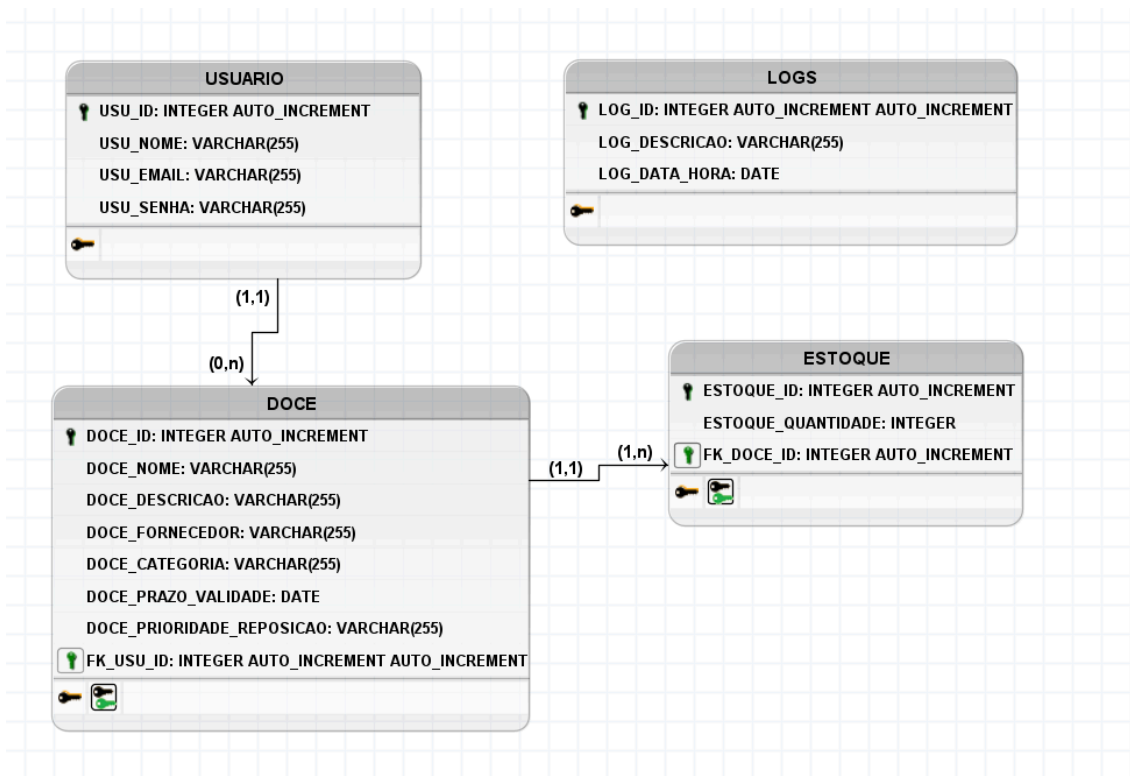 USUARIO
USU_ID: INTEGER AUTO_INCREMENT
USU_NOME: VARCHAR(255)
USU_EMAIL: VARCHAR(255)
USU_SENHA: VARCHAR(255)
LOGS
LOG_ID: INTEGER AUTO_INCREMENT AUTO_INCREMENT
LOG_DESCRICAO: VARCHAR(255)
LOG_DATA_HORA: DATE
(1,1)
(0,n)
DOCE
DOCE_ID: INTEGER AUTO_INCREMENT
DOCE_NOME: VARCHAR(255)
DOCE_DESCRICAO: VARCHAR(255)
DOCE_FORNECEDOR: VARCHAR(255)
DOCE_CATEGORIA: VARCHAR(255)
DOCE_PRAZO_VALIDADE: DATE
DOCE_PRIORIDADE_REPOSICAO: VARCHAR(255)
FK_USU_ID: INTEGER AUTO_INCREMENT AUTO_INCREMENT
(1,1)
(1,n)
ESTOQUE
ESTOQUE_ID: INTEGER AUTO_INCREMENT
ESTOQUE_QUANTIDADE: INTEGER
FK_DOCE_ID: INTEGER AUTO_INCREMENT